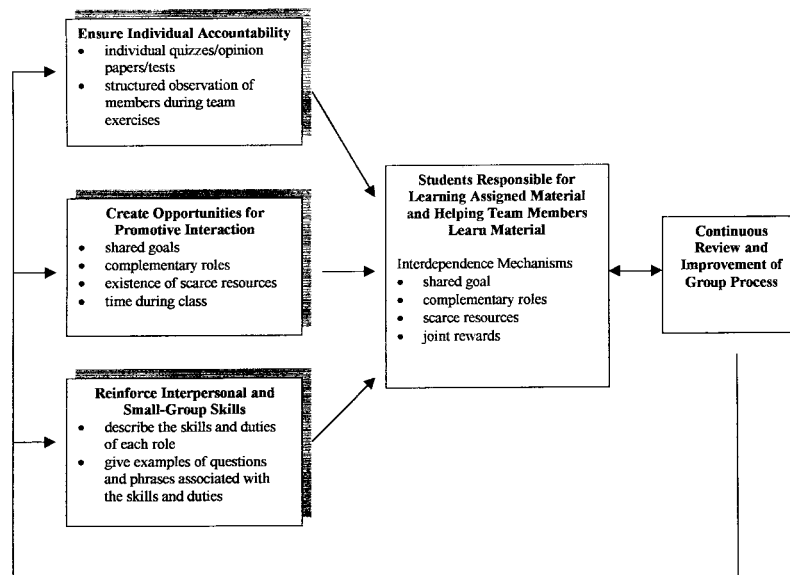 Ensure Individual Accountability
• individual quizzes/opinion
papers/tests
• structured observation of
members during team
exercises
Create Opportunities for
Promotive Interaction
• shared goals
• complementary roles
• existence of scarce resources
• time during class
Reinforce Interpersonal and
Small-Group Skills
• describe the skills and duties
of each role
• give examples of questions
and phrases associated with
the skills and duties
Students Responsible for
Learning Assigned Material
and Helping Team Members
Learn Material
Interdependence Mechanisms
• shared goal
• complementary roles
• scarce resources
• joint rewards
Continuous
Review and
Improvement of
Group Process